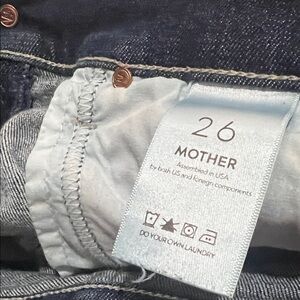 26
MOTHER
Assembled in USA
by both US and foreign components
DO YOUR OWN LAUNDRY